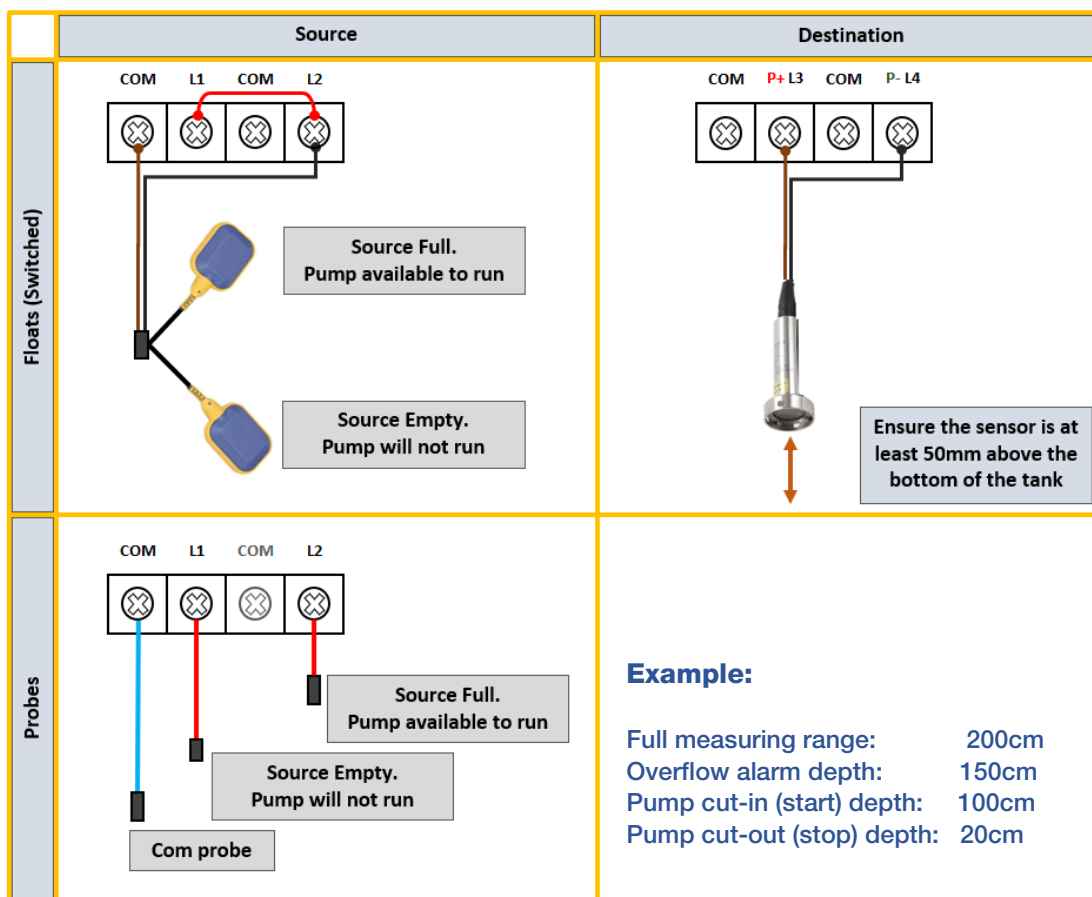 Source
Destination
Floats (Switched)
COM L1 COM L2
Source Full.
Pump available to run
Source Empty.
Pump will not run
COM P+ L3 COM P- L4
Ensure the sensor is at
least 50mm above the
bottom of the tank
Probes
COM L1 COM L2
Source Full.
Pump available to run
Source Empty.
Pump will not run
Com probe
Example:
Full measuring range: 200cm
Overflow alarm depth: 150cm
Pump cut-in (start) depth: 100cm
Pump cut-out (stop) depth: 20cm